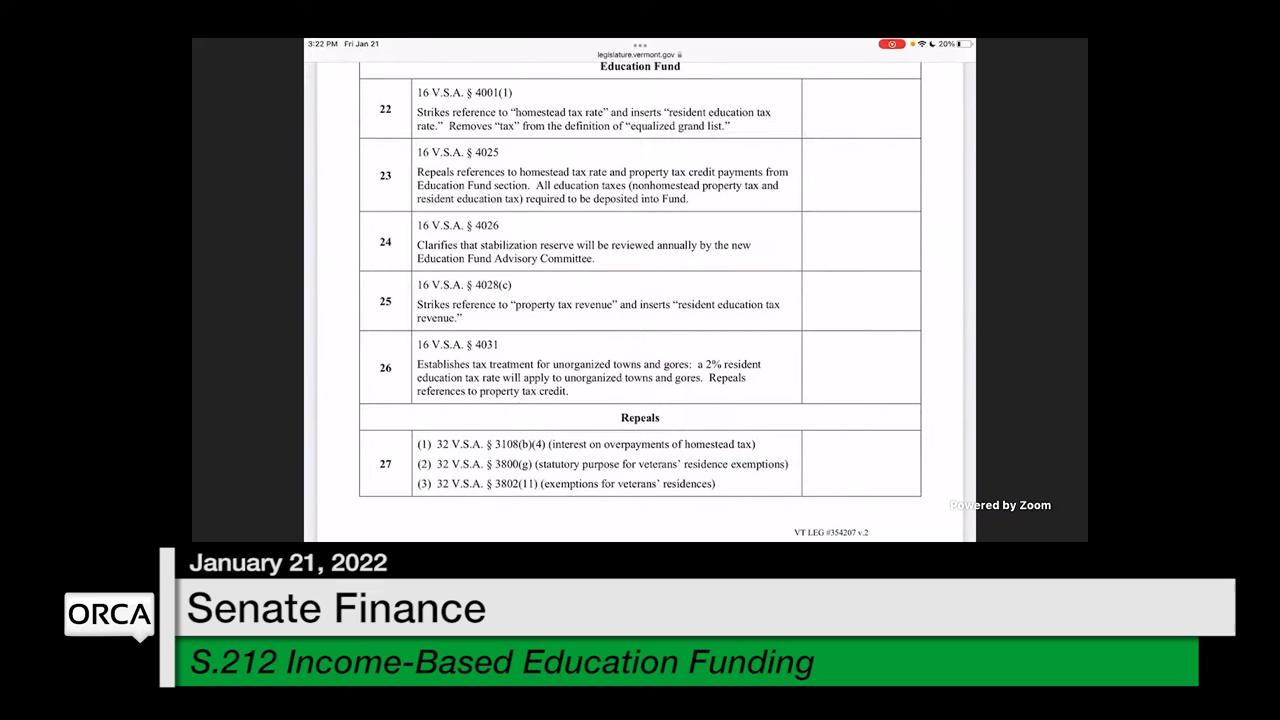 3:22 PM Fri Jan 21
20%
legislature.vermont.gov
Education Fund
22
16 V.S.A. § 4001(1)
Strikes reference to “homestead tax rate” and inserts “resident education tax
rate.” Removes “tax” from the definition of “equalized grand list.”
23
16 V.S.A. § 4025
Repeals references to homestead tax rate and property tax credit payments from
Education Fund section. All education taxes (nonhomestead property tax and
resident education tax) required to be deposited into Fund.
24
16 V.S.A. § 4026
Clarifies that stabilization reserve will be reviewed annually by the new
Education Fund Advisory Committee.
25
16 V.S.A. § 4028(c)
Strikes reference to “property tax revenue” and inserts “resident education tax
revenue.”
26
16 V.S.A. § 4031
Establishes tax treatment for unorganized towns and gores: a 2% resident
education tax rate will apply to unorganized towns and gores. Repeals
references to property tax credit.
Repeals
27
(1) 32 V.S.A. § 3108(b)(4) (interest on overpayments of homestead tax)
(2) 32 V.S.A. § 3800(g) (statutory purpose for veterans’ residence exemptions)
(3) 32 V.S.A. § 3802(11) (exemptions for veterans’ residences)
Powered by Zoom
VT LEG #354207 v.2
January 21, 2022
ORCA
Senate Finance
S.212 Income-Based Education Funding